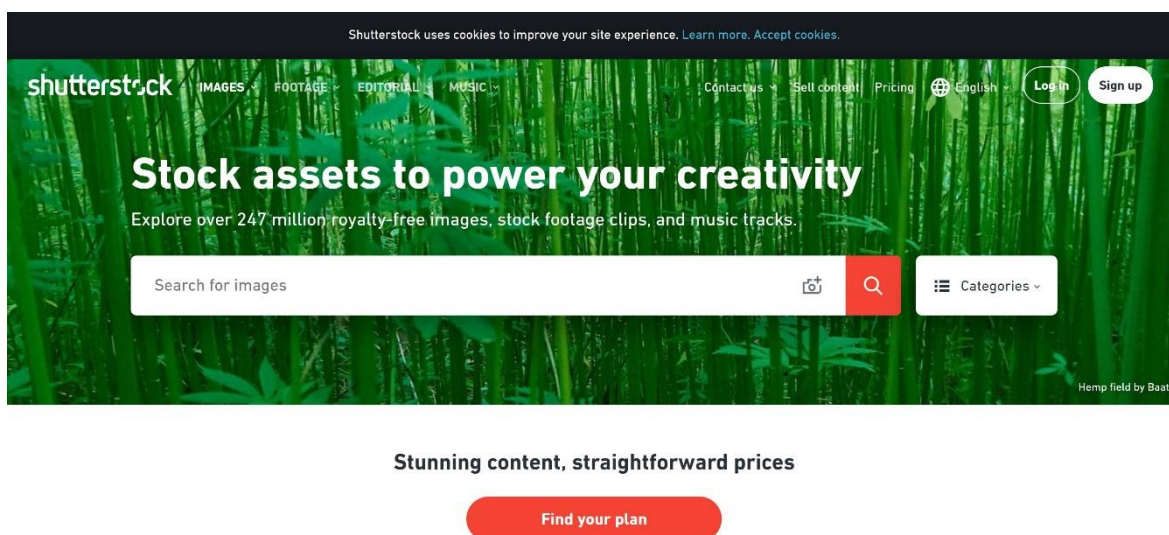 Shutterstock uses cookies to improve your site experience. Learn more. Accept cookies.
shutterstock IMAGES FOOTAGE EDITORIAL MUSIC Contact us Sell content Pricing English Log in Sign up
Stock assets to power your creativity
Explore over 247 million royalty-free images, stock footage clips, and music tracks.
Search for images Categories
Hemp field by Baat
Stunning content, straightforward prices
Find your plan